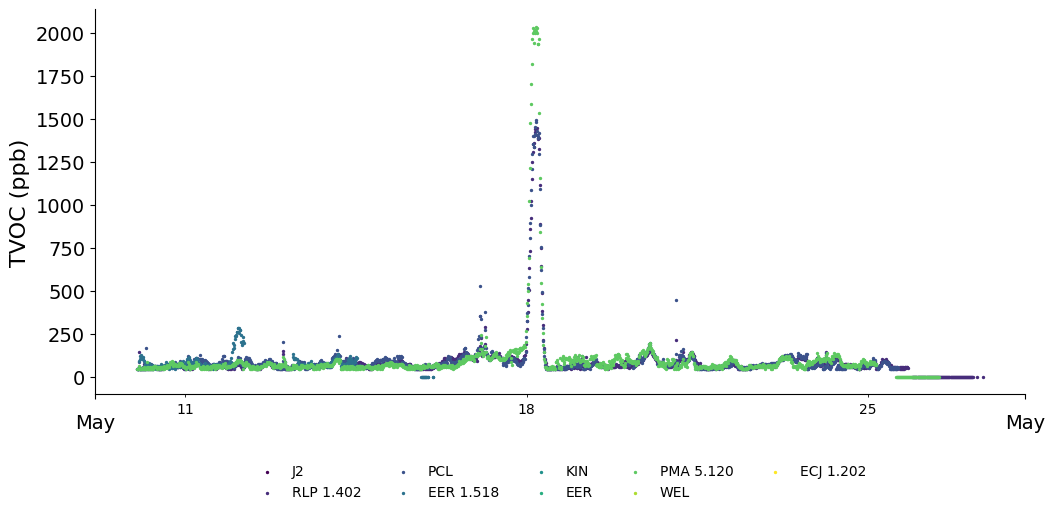 TVOC (ppb)
2000
1750
1500
1250
1000
750
500
250
0
11 18 25
May May
J2 PCL KIN PMA 5.120 ECJ 1.202
RLP 1.402 EER 1.518 EER WEL